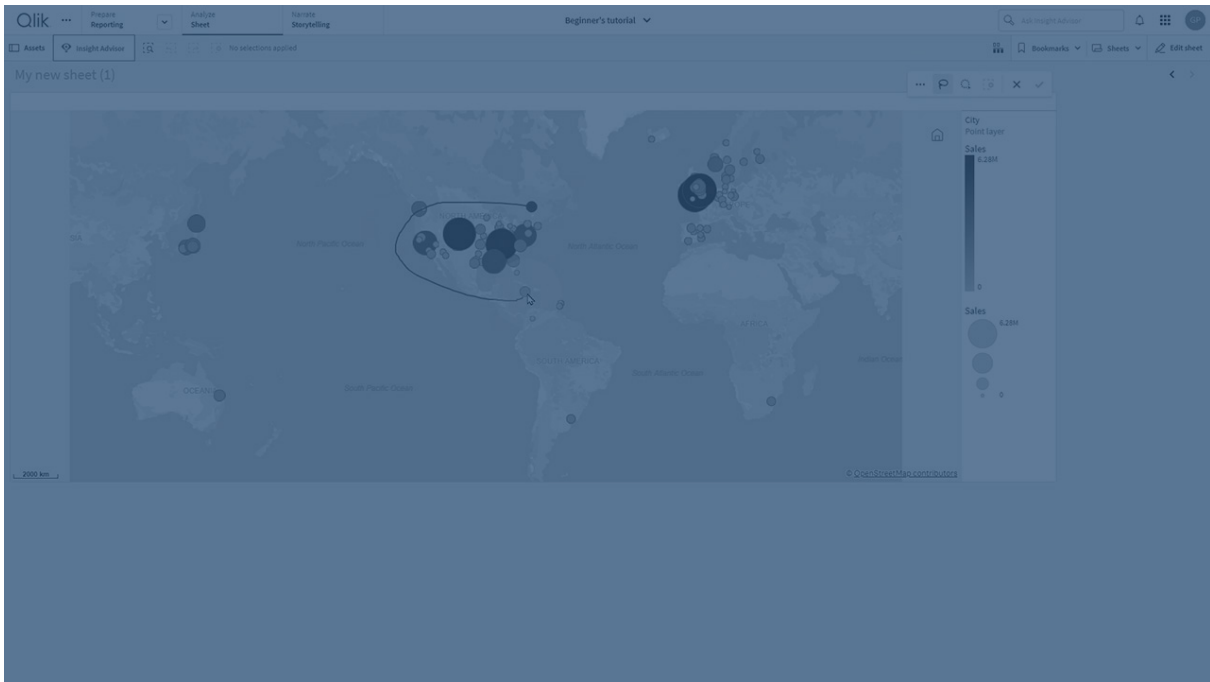 Qlik
Prepare
Reporting
Analyze
Sheet
Narrate
Storytelling
Beginner's tutorial
Ask Insight Advisor
GP
Assets
Insight Advisor
No selections applied
Bookmarks
Sheets
Edit sheet
My new sheet (1)
City
Point layer
Sales
6.28M
0
Sales
6.28M
0
NORTH AMERICA
North Pacific Ocean
North Atlantic Ocean
AFRICA
SOUTH AMERICA
South Atlantic Ocean
South Pacific Ocean
OCEANIA
Indian Ocean
2000 km
© OpenStreetMap contributors